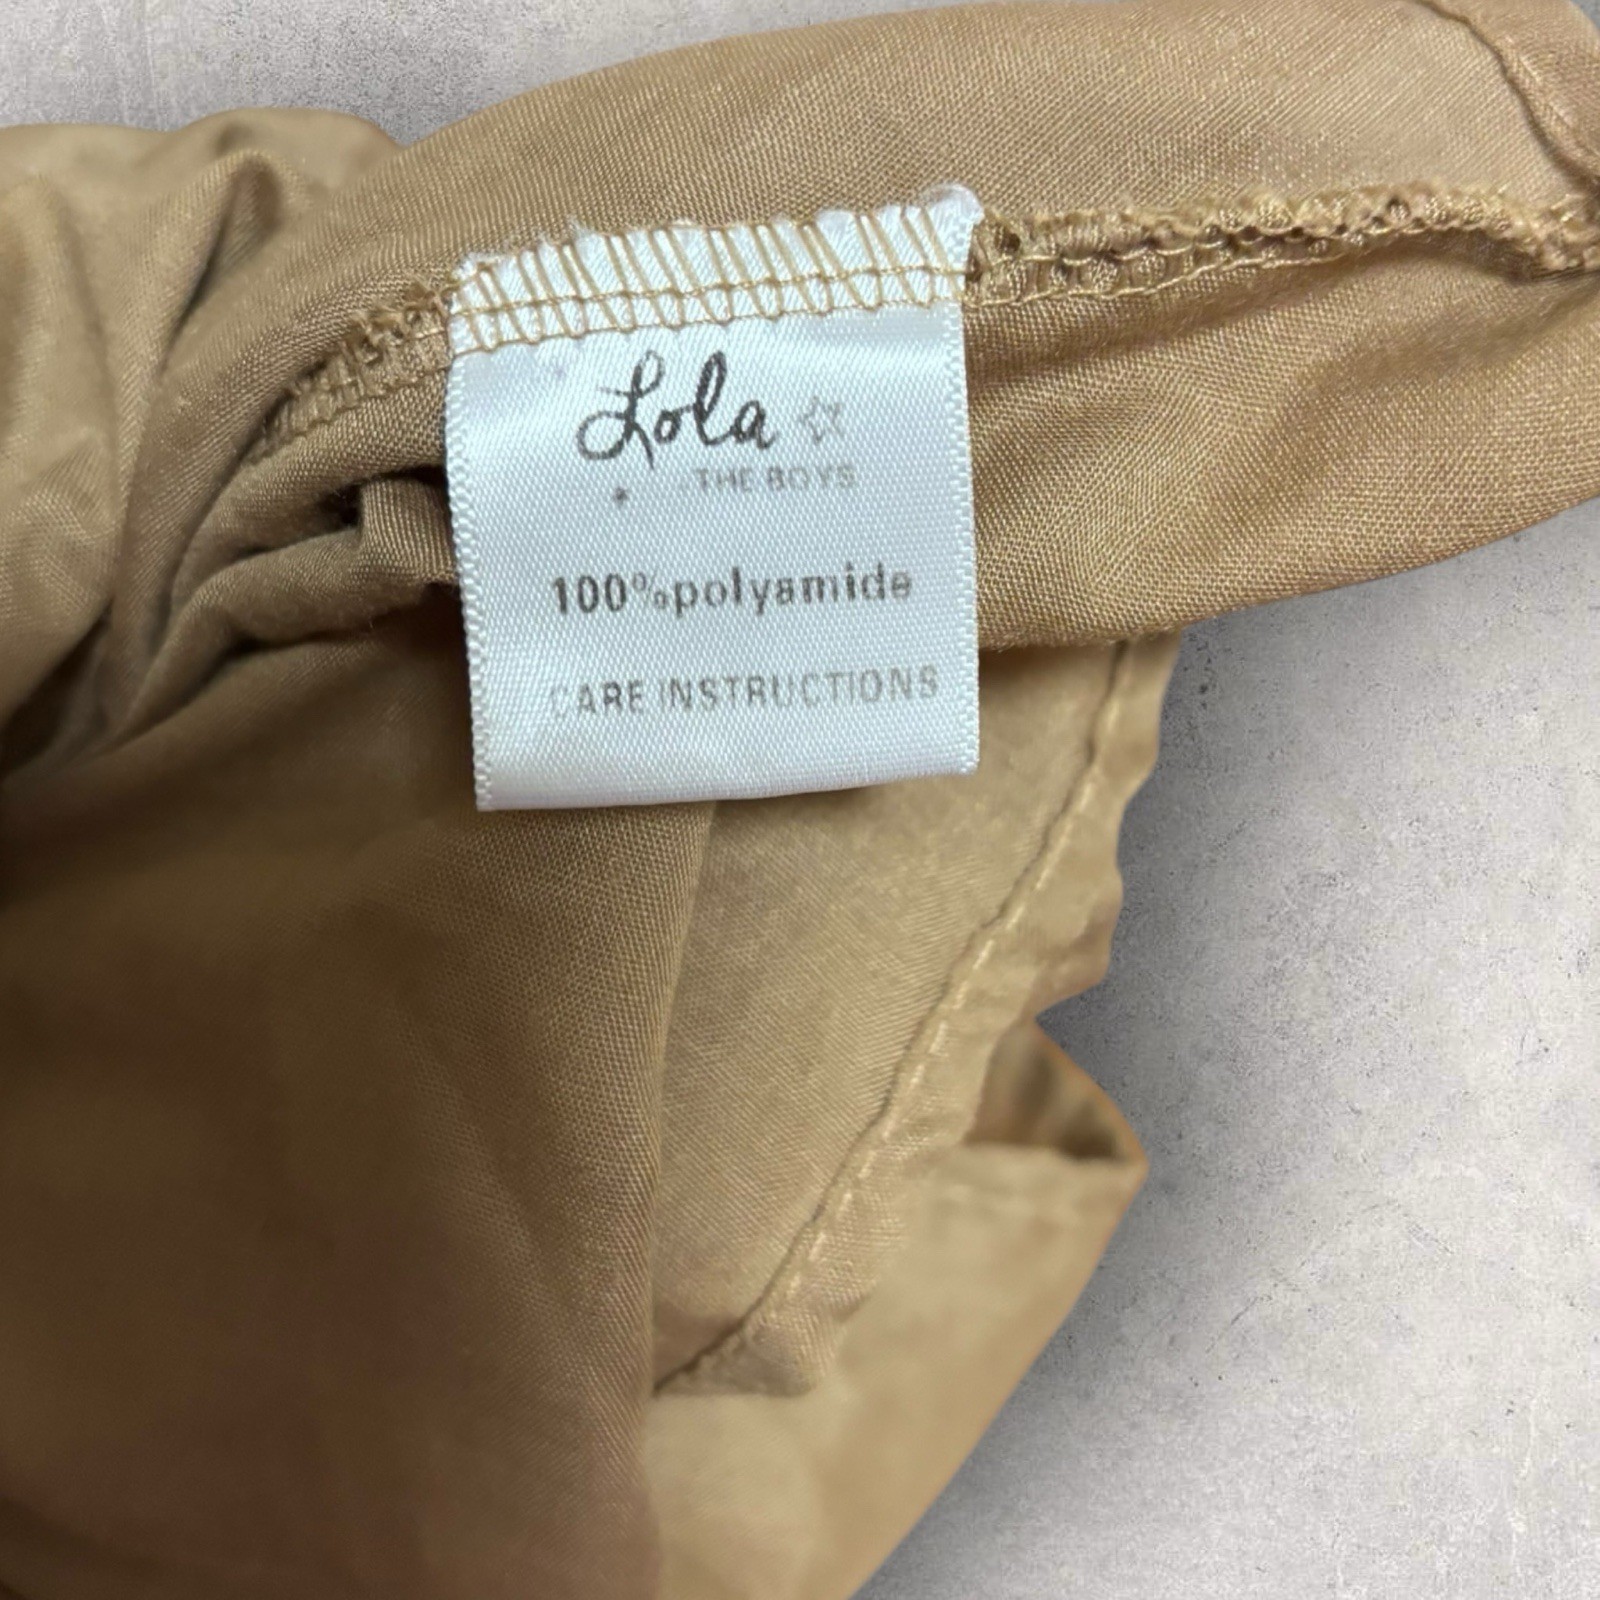 Lola
THE BOYS
100%polyamide
CARE INSTRUCTIONS